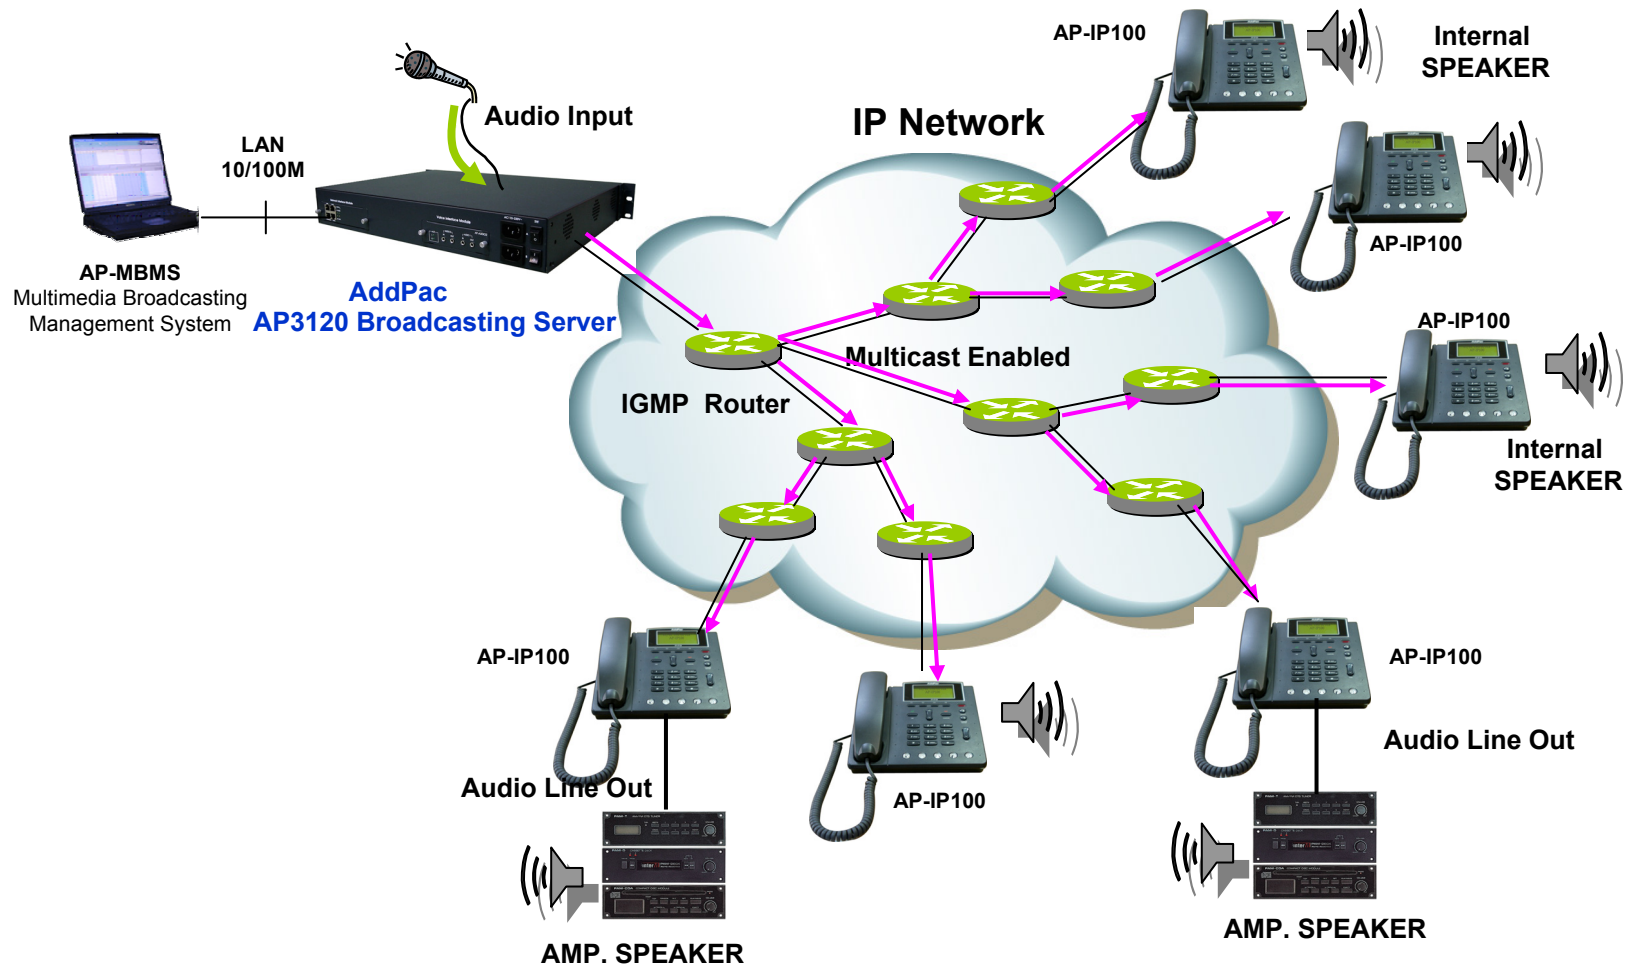 AP-IP100
Internal
SPEAKER
Audio Input
IP Network
LAN
10/100M
AP-IP100
AP-MBMS
Multimedia Broadcasting
Management System
AddPac
AP3120 Broadcasting Server
AP-IP100
Multicast Enabled
IGMP Router
Internal
SPEAKER
AP-IP100
AP-IP100
Audio Line Out
Audio Line Out
AP-IP100
AMP. SPEAKER
AMP. SPEAKER